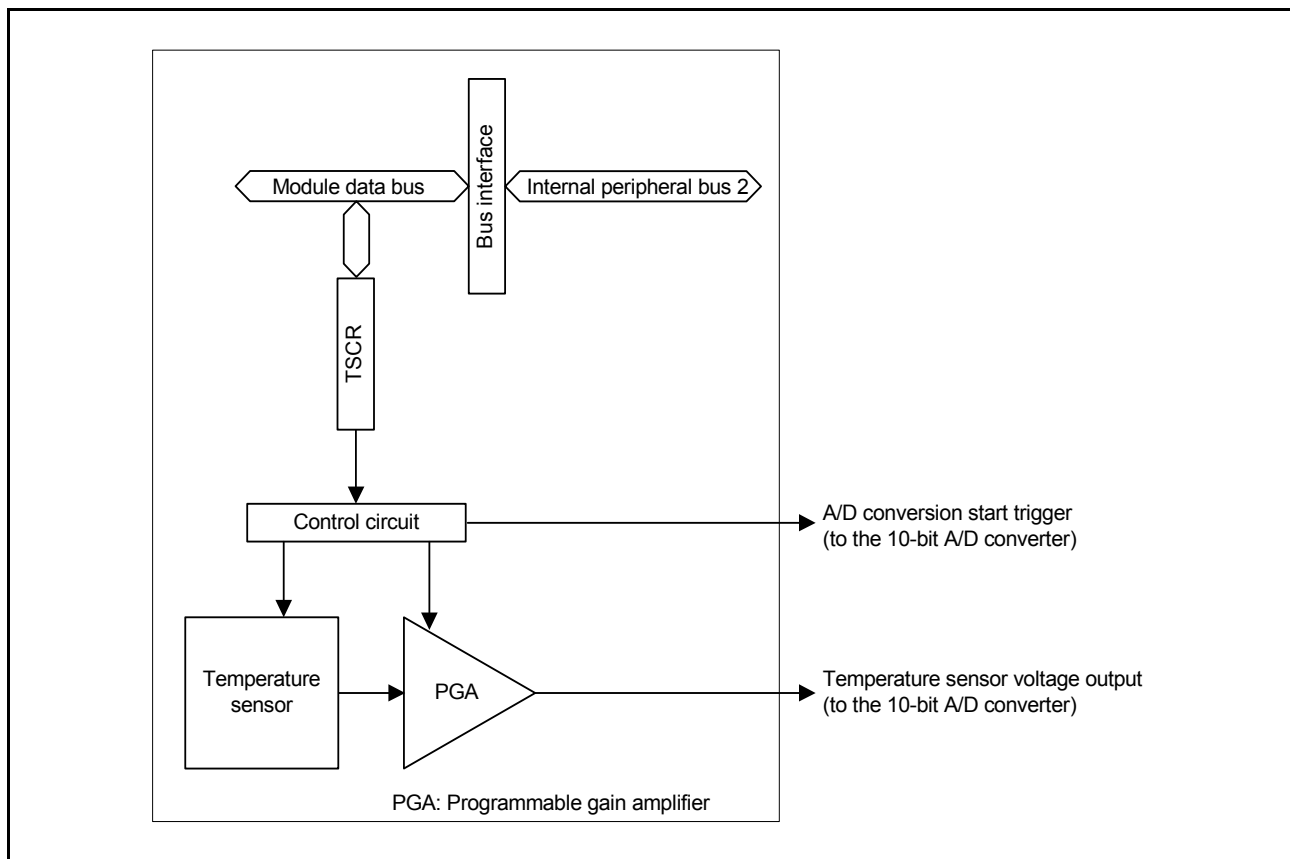 Bus interface
Module data bus
Internal peripheral bus 2
TSCR
Control circuit
A/D conversion start trigger
(to the 10-bit A/D converter)
Temperature
sensor
PGA
Temperature sensor voltage output
(to the 10-bit A/D converter)
PGA: Programmable gain amplifier